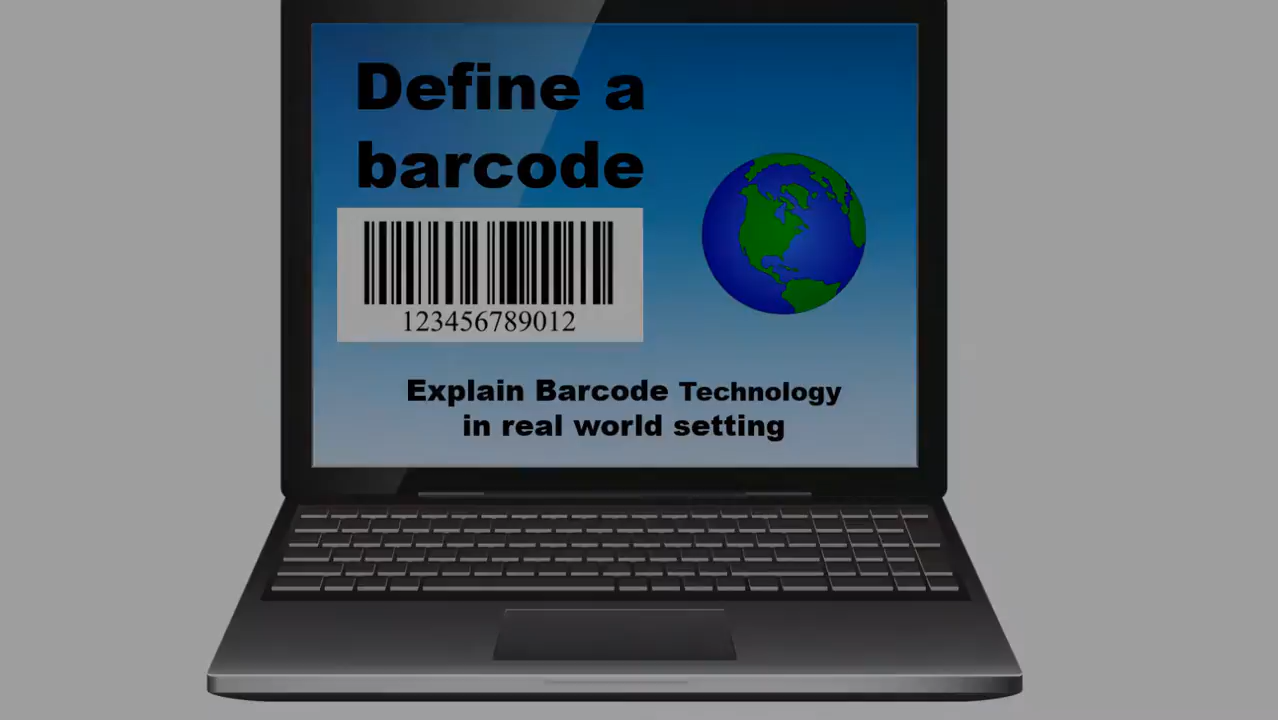 Define a
barcode
123456789012
Explain Barcode Technology
in real world setting